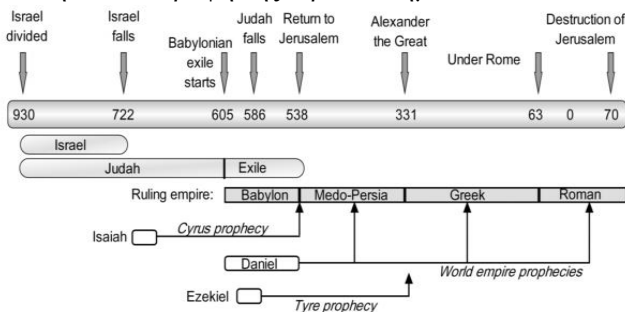 Israel divided
Israel falls
Babylonian exile starts
Judah falls
Return to Jerusalem
Alexander the Great
Under Rome
Destruction of Jerusalem
930 722 605 586 538 331 63 0 70
Israel
Judah Exile
Ruling empire: Babylon Medo-Persia Greek Roman
Isaiah Cyrus prophecy
Daniel World empire prophecies
Ezekiel Tyre prophecy